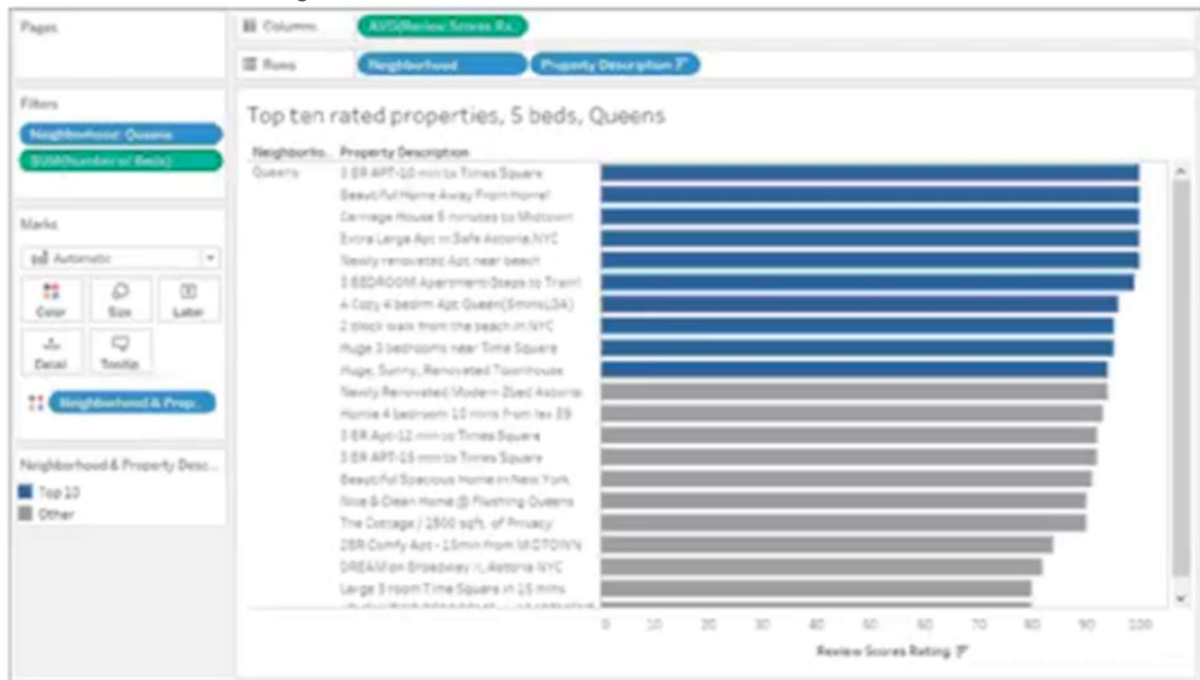 Pages
Columns
AVG(Review Scores Ra..
Rows
Neighborhood
Property Description
Filters
Neighborhood: Queens
SUM(Number of Beds)
Marks
Automatic
Color
Size
Label
Detail
Tooltip
Neighborhood & Prop..
Neighborhood & Property Desc...
Top 10
Other
Top ten rated properties, 5 beds, Queens
Neighborho.. Property Description
Queens
3 BR APT-10 min to Times Square
Beautiful Home Away From Home!
Carriage House 5 minutes to Midtown
Extra Large Apt in Safe Astoria,NYC
Newly renovated Apt near beach
3 BEDROOM Apartment-Steps to Train!
A Cozy 4 bedrm Apt Queen(5minsLGA)
2 block walk from the beach in NYC
Huge 3 bedrooms near Time Square
Huge, Sunny, Renovated Townhouse
Newly Renovated Modern 2bed Astoria
Homie 4 bedroom 10 mins from lex 59
3 BR Apt-12 min to Times Square
3 BR APT-15 min to Times Square
Beautiful Spacious Home in New York
Nice & Clean Home @ Flushing Queens
The Cottage / 1500 sqft. of Privacy
2BR Comfy Apt - 15min from MIDTOWN
DREAM on Broadway in Astoria NYC
Large 3 room Time Square in 15 mins
0 10 20 30 40 50 60 70 80 90 100
Review Scores Rating